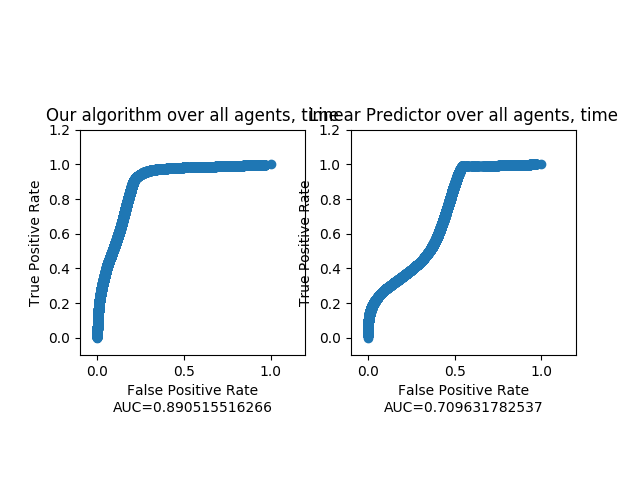 Our algorithm over all agents, time
1.2
1.0
0.8
0.6
0.4
0.2
0.0
True Positive Rate
0.0 0.5 1.0
False Positive Rate
AUC=0.890515516266
Linear Predictor over all agents, time
1.2
1.0
0.8
0.6
0.4
0.2
0.0
True Positive Rate
0.0 0.5 1.0
False Positive Rate
AUC=0.709631782537